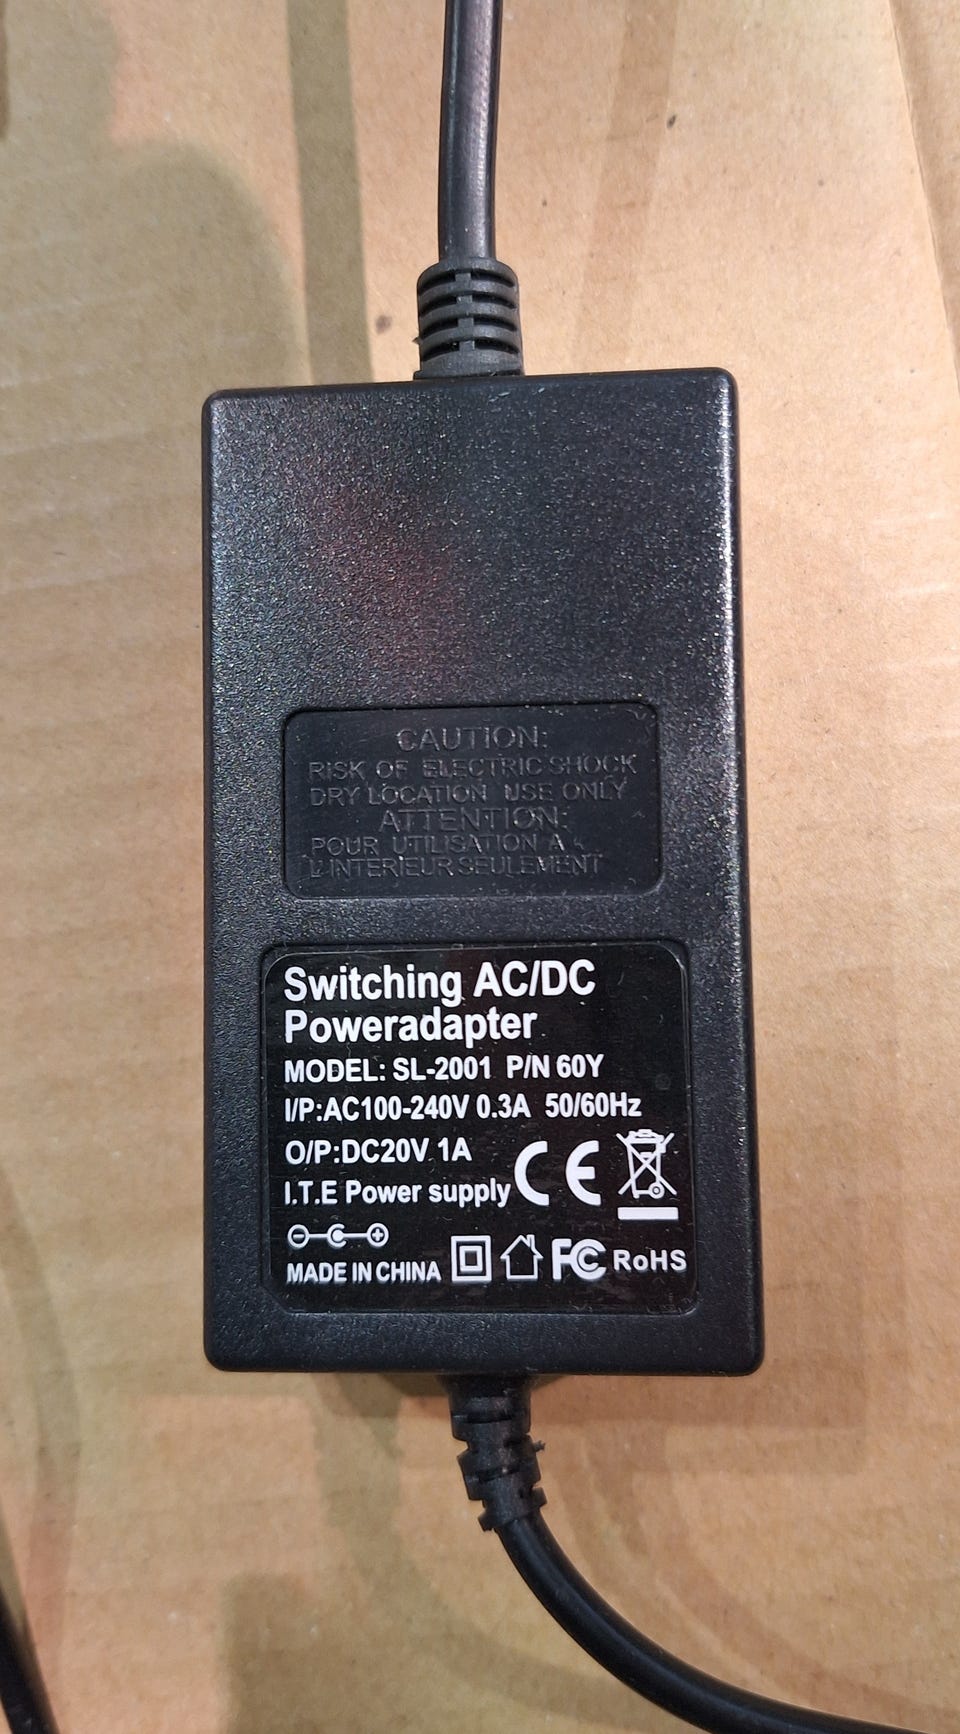 CAUTION:
RISK OF ELECTRIC SHOCK
DRY LOCATION USE ONLY
ATTENTION:
POUR UTILISATION A
L'INTERIEUR SEULEMENT
Switching AC/DC
Poweradapter
MODEL: SL-2001 P/N 60Y
I/P:AC100-240V 0.3A 50/60Hz
O/P:DC20V 1A
I.T.E Power supply CE
MADE IN CHINA FC RoHS